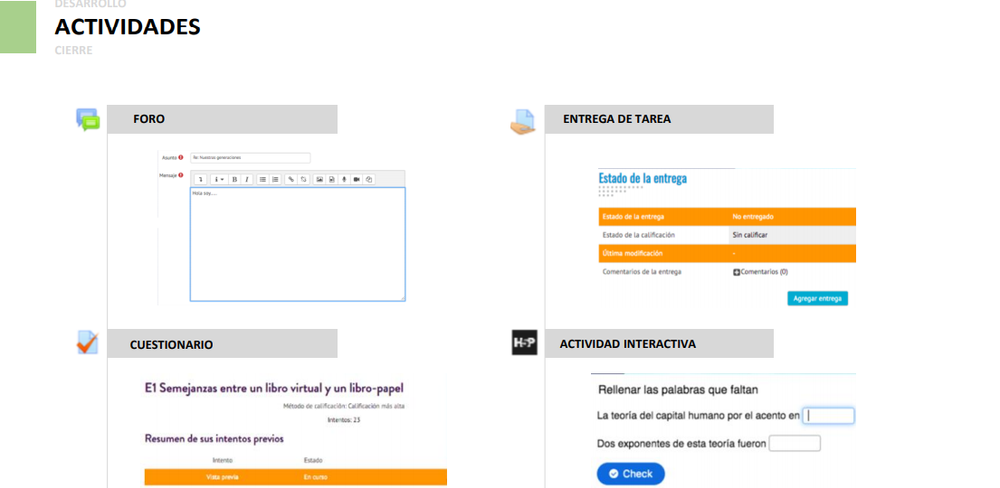 DESARROLLO
ACTIVIDADES
CIERRE
FORO
Asunto
Re: Nuestras generaciones
Mensaje
Hola soy....
ENTREGA DE TAREA
Estado de la entrega
Estado de la entrega No entregado
Estado de la calificación Sin calificar
Última modificación -
Comentarios de la entrega Comentarios (0)
Agregar entrega
CUESTIONARIO
E1 Semejanzas entre un libro virtual y un libro-papel
Método de calificación: Calificación más alta
Intentos: 23
Resumen de sus intentos previos
Intento Estado
Vista previa En curso
H5P
ACTIVIDAD INTERACTIVA
Rellenar las palabras que faltan
La teoría del capital humano por el acento en
Dos exponentes de esta teoría fueron
Check